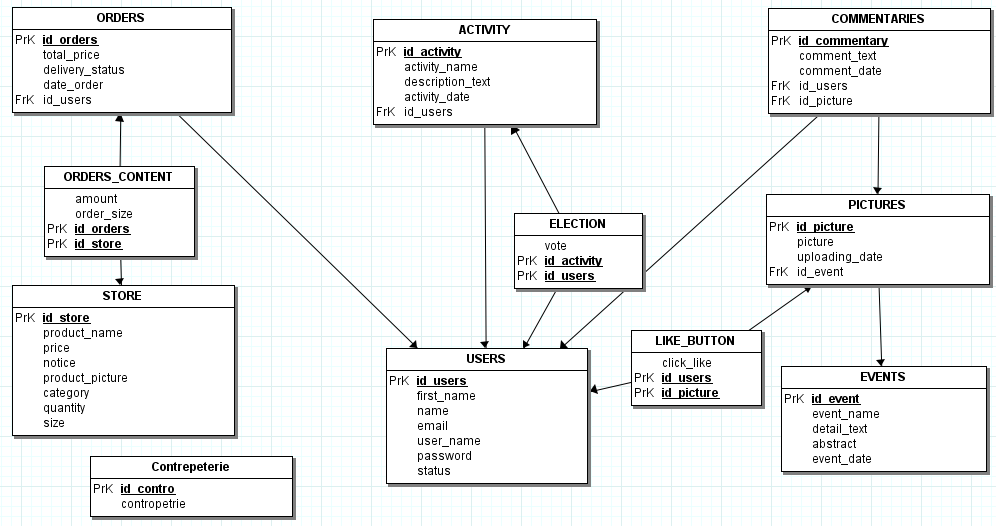 ORDERS
PrK id_orders
total_price
delivery_status
date_order
FrK id_users
ACTIVITY
PrK id_activity
activity_name
description_text
activity_date
FrK id_users
COMMENTARIES
PrK id_commentary
comment_text
comment_date
FrK id_users
FrK id_picture
ORDERS_CONTENT
amount
order_size
PrK id_orders
PrK id_store
ELECTION
vote
PrK id_activity
PrK id_users
PICTURES
PrK id_picture
picture
uploading_date
FrK id_event
STORE
PrK id_store
product_name
price
notice
product_picture
category
quantity
size
USERS
PrK id_users
first_name
name
email
user_name
password
status
LIKE_BUTTON
click_like
PrK id_users
PrK id_picture
EVENTS
PrK id_event
event_name
detail_text
abstract
event_date
Contrepeterie
PrK id_contro
contropetrie